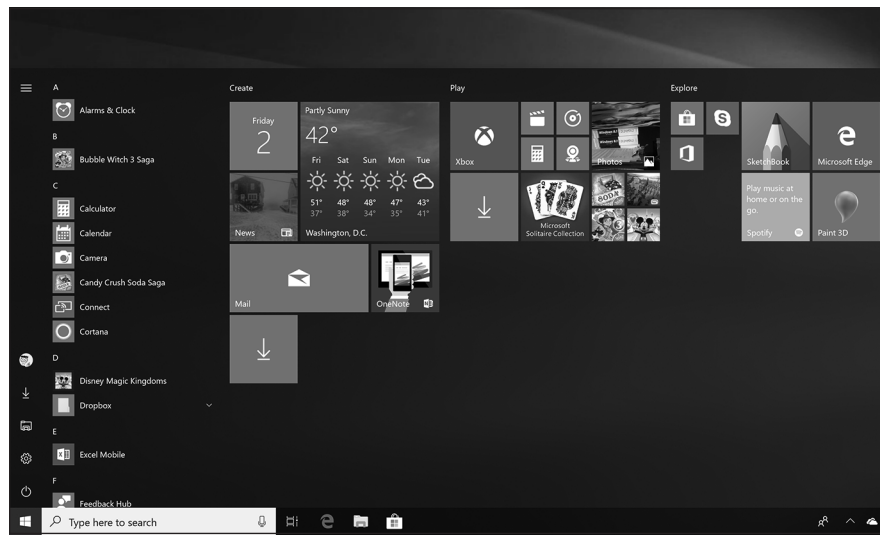 A
Alarms & Clock
B
Bubble Witch 3 Saga
C
Calculator
Calendar
Camera
Candy Crush Soda Saga
Connect
Cortana
D
Disney Magic Kingdoms
Dropbox
E
Excel Mobile
F
Feedback Hub
Create
Friday
2
Partly Sunny
42°
Fri Sat Sun Mon Tue
51° 48° 48° 47° 43°
37° 38° 34° 35° 41°
Washington, D.C.
News
Mail
OneNote
Play
Xbox
Photos
Microsoft
Solitaire Collection
Explore
SketchBook
Microsoft Edge
Play music at
home or on the
go.
Spotify
Paint 3D
Type here to search